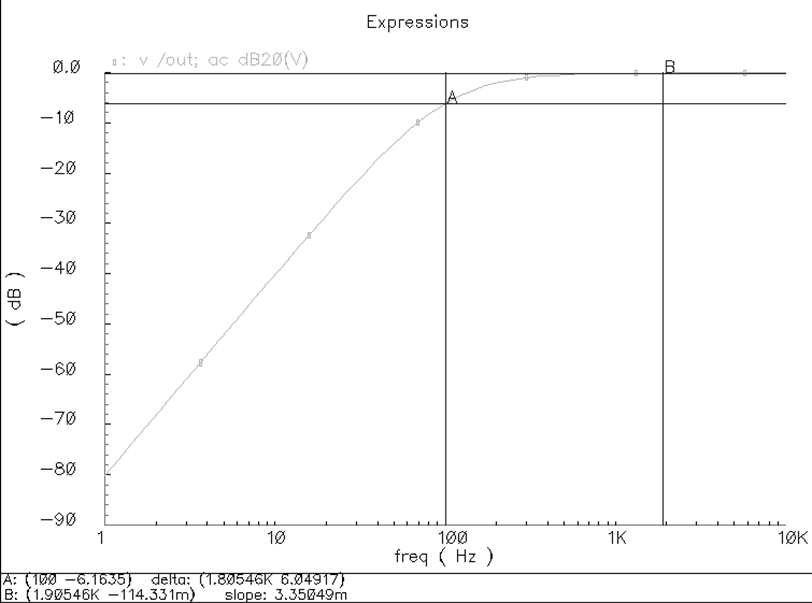 Expressions
▫: v /out; ac dB20(V)
0.0
−10
−20
−30
−40
−50
−60
−70
−80
−90
( dB )
1 10 100 1K 10K
freq ( Hz )
A
B
A: (100 −6.1635) delta: (1.80546K 6.04917)
B: (1.90546K −114.331m) slope: 3.35049m